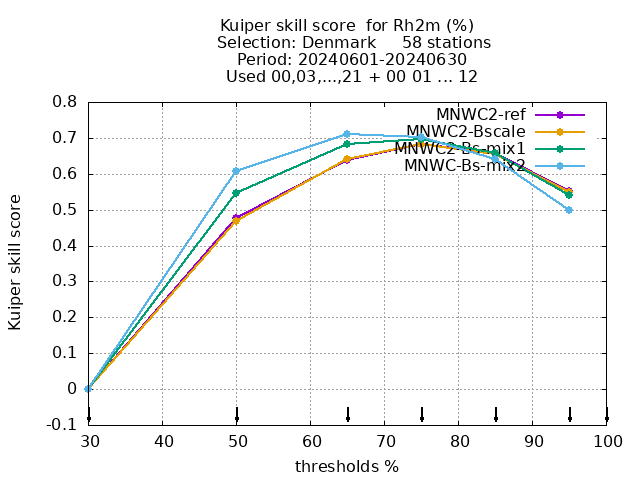 Kuiper skill score  for Rh2m (%)
Selection: Denmark     58 stations
Period: 20240601-20240630
Used 00,03,...,21 + 00 01 ... 12
MNWC2-ref
MNWC2-Bscale
MNWC2-Bs-mix1
MNWC-Bs-mix2
Kuiper skill score
0.8
0.7
0.6
0.5
0.4
0.3
0.2
0.1
0
-0.1
30 40 50 60 70 80 90 100
thresholds %